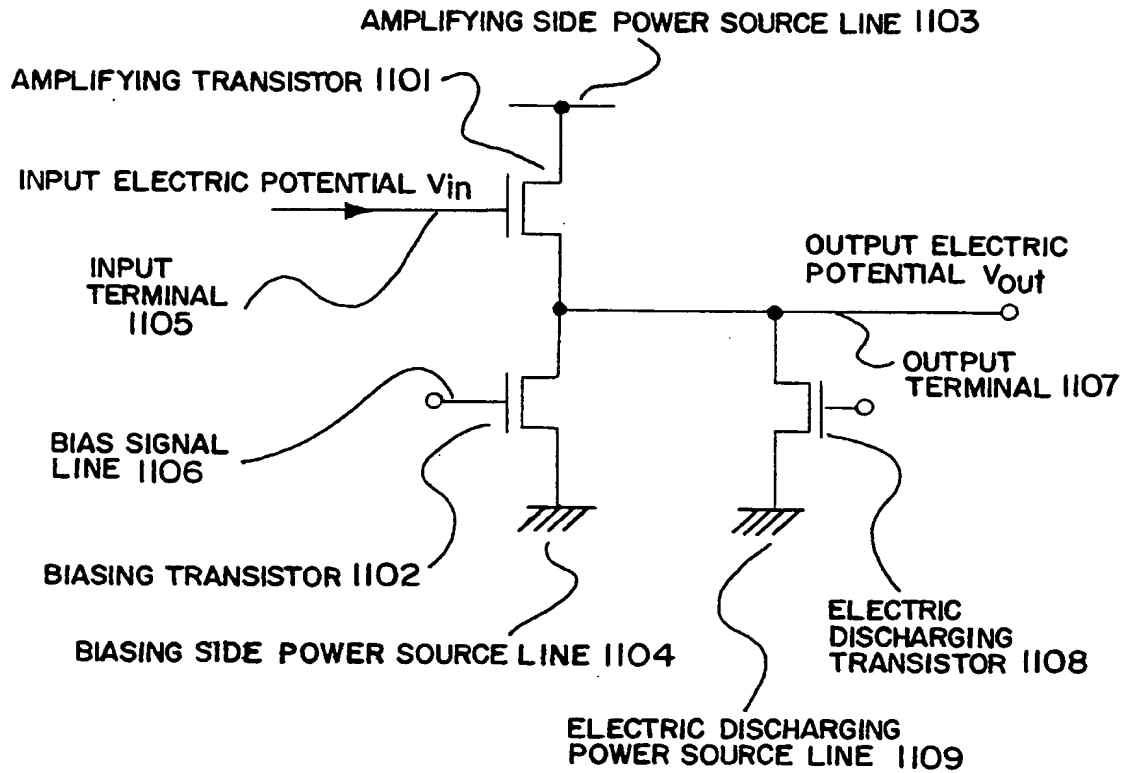 AMPLIFYING SIDE POWER SOURCE LINE 1103
AMPLIFYING TRANSISTOR 1101
INPUT ELECTRIC POTENTIAL Vin
INPUT
TERMINAL
1105
OUTPUT ELECTRIC
POTENTIAL Vout
OUTPUT
TERMINAL 1107
BIAS SIGNAL
LINE 1106
BIASING TRANSISTOR 1102
BIASING SIDE POWER SOURCE LINE 1104
ELECTRIC
DISCHARGING
TRANSISTOR 1108
ELECTRIC DISCHARGING
POWER SOURCE LINE 1109